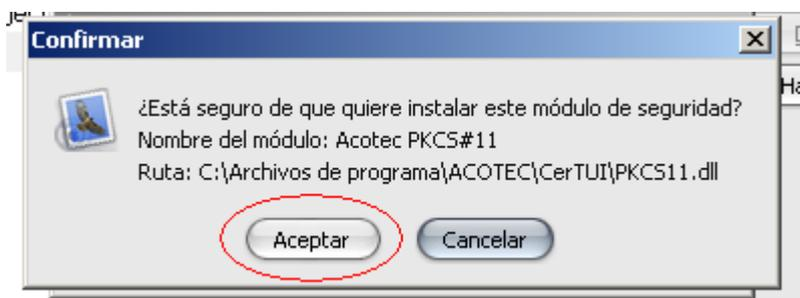 Confirmar
¿Está seguro de que quiere instalar este módulo de seguridad?
Nombre del módulo: Acotec PKCS#11
Ruta: C:\Archivos de programa\ACOTEC\CerTUI\PKCS11.dll
Aceptar
Cancelar